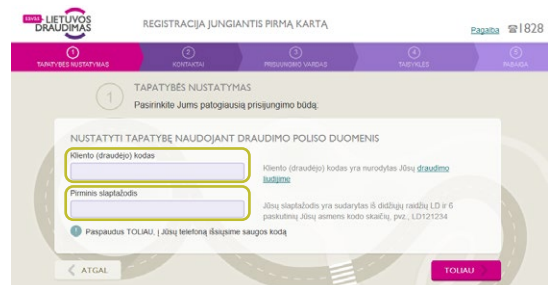 LIETUVOS
DRAUDIMAS
REGISTRACIJA JUNGIANTIS PIRMĄ KARTĄ
Pagalba ☎1828
1 2 3 4 5
TAPATYBĖS NUSTATYMAS KONTAKTAI PRISIJUNGIMO VARDAS TAISYKLĖS PABAIGA
1
TAPATYBĖS NUSTATYMAS
Pasirinkite Jums patogiausią prisijungimo būdą:
NUSTATYTI TAPATYBĘ NAUDOJANT DRAUDIMO POLISO DUOMENIS
Kliento (draudėjo) kodas
Kliento (draudėjo) kodas yra nurodytas Jūsų draudimo
liudijime
Pirminis slaptažodis
Jūsų slaptažodis yra sudarytas iš didžiųjų raidžių LD ir 6
paskutinių Jūsų asmens kodo skaičių, pvz., LD121234
Paspaudus TOLIAU, į Jūsų telefoną išsiųsime saugos kodą
ATGAL
TOLIAU